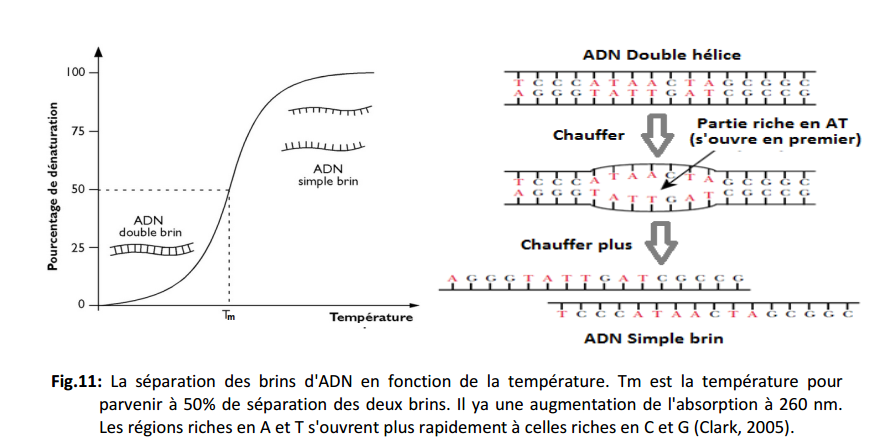 100
75
50
25
0
Pourcentage de dénaturation
ADN
double brin
ADN
simple brin
Tm
Température
ADN Double hélice
T C C C A T A A C T A G C G G C
A G G G T A T T G A T C G C C G
Chauffer
Partie riche en AT
(s'ouvre en premier)
T C C C A T A A C T A G C G G C
A G G G T A T T G A T C G C C G
Chauffer plus
A G G G T A T T G A T C G C C G
T C C C A T A A C T A G C G G C
ADN Simple brin
Fig.11: La séparation des brins d'ADN en fonction de la température. Tm est la température pour
parvenir à 50% de séparation des deux brins. Il ya une augmentation de l'absorption à 260 nm.
Les régions riches en A et T s'ouvrent plus rapidement à celles riches en C et G (Clark, 2005).